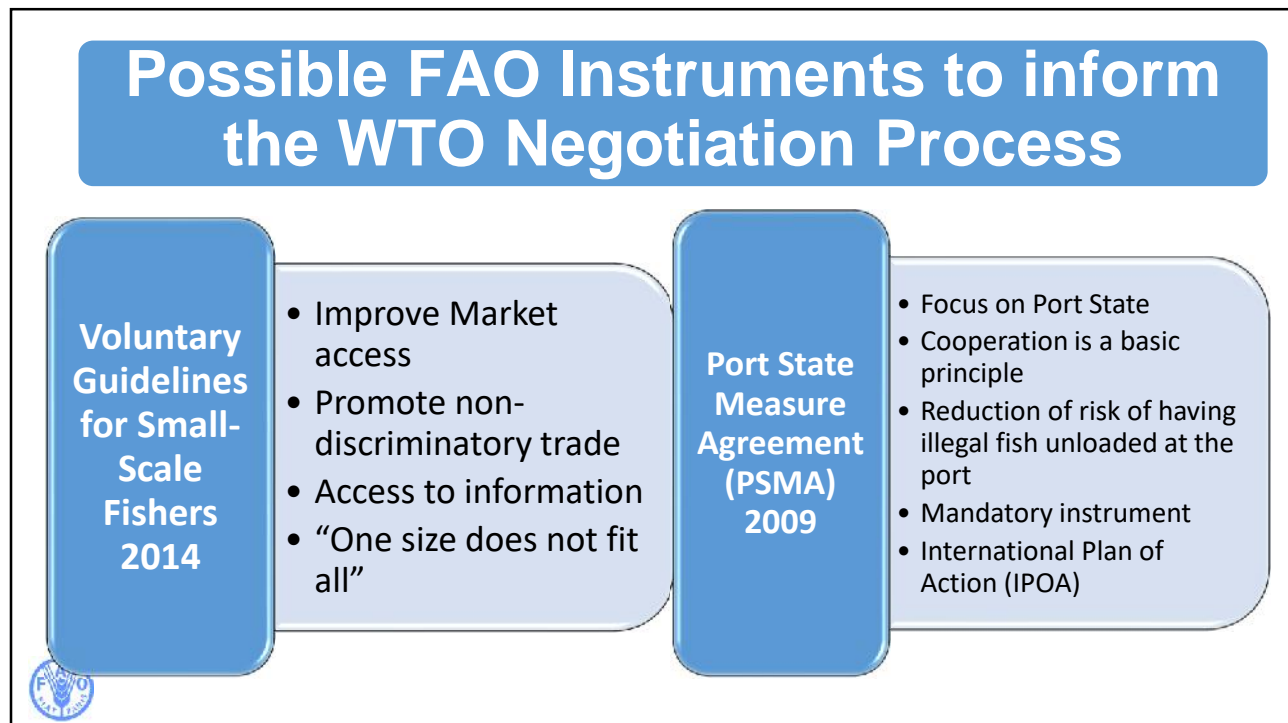 Possible FAO Instruments to inform
the WTO Negotiation Process
Voluntary
Guidelines
for Small-
Scale
Fishers
2014
• Improve Market
access
• Promote non-
discriminatory trade
• Access to information
• “One size does not fit
all”
Port State
Measure
Agreement
(PSMA)
2009
• Focus on Port State
• Cooperation is a basic
principle
• Reduction of risk of having
illegal fish unloaded at the
port
• Mandatory instrument
• International Plan of
Action (IPOA)
F A O
FIAT PANIS